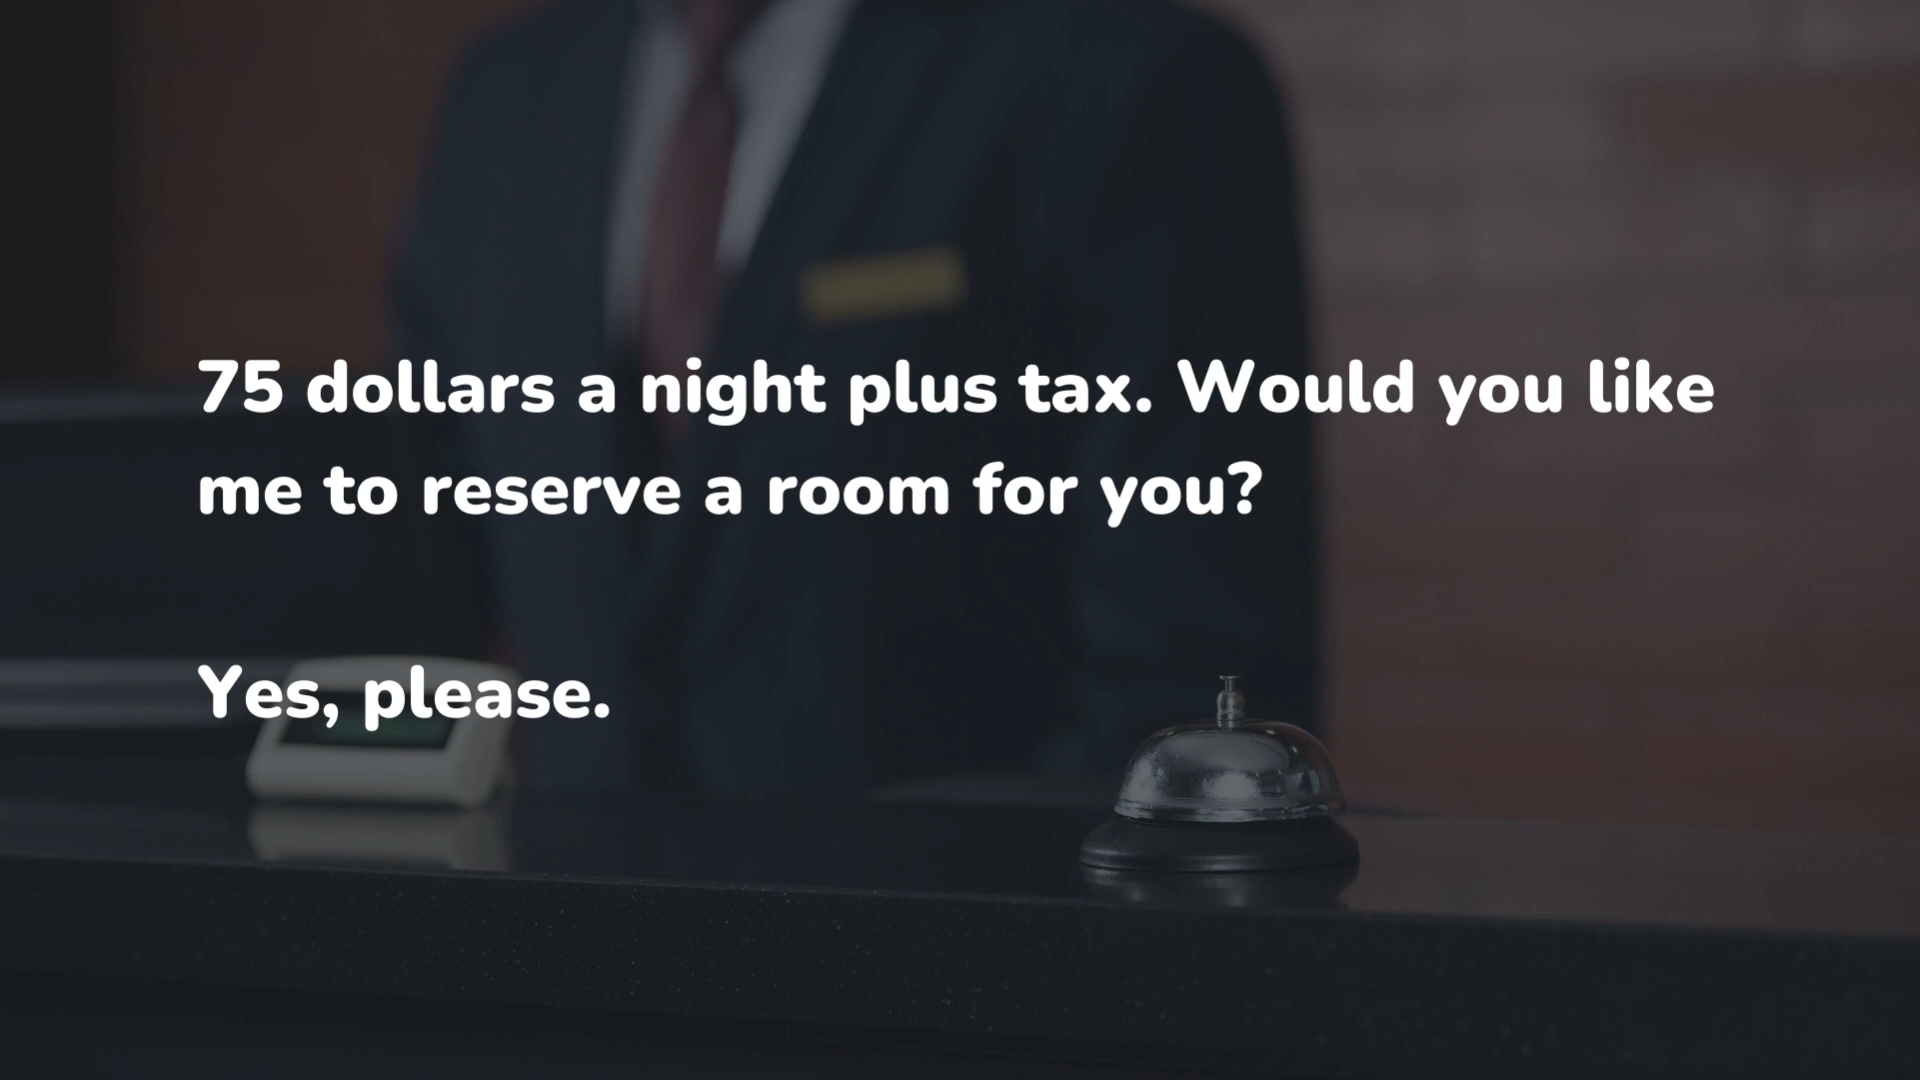 75 dollars a night plus tax. Would you like
me to reserve a room for you?
Yes, please.